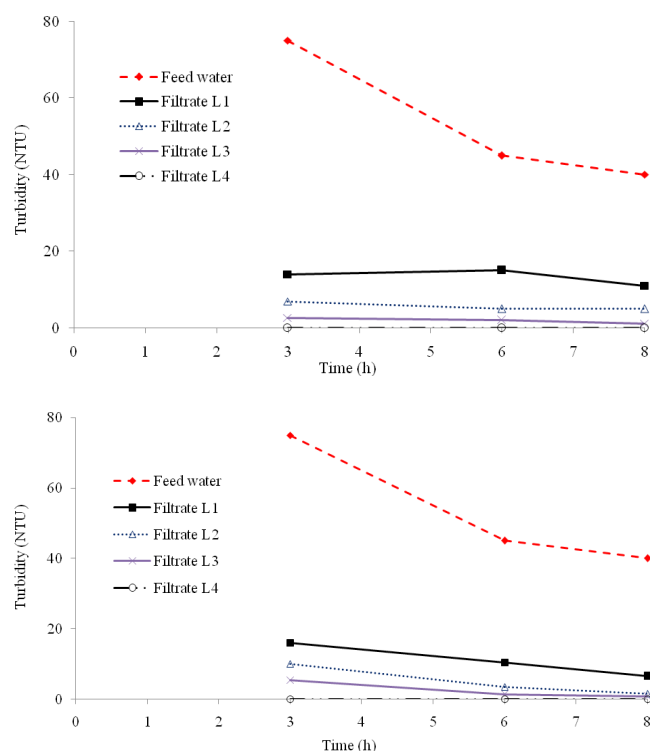 80
60
40
20
0
Turbidity (NTU)
Feed water
Filtrate L1
Filtrate L2
Filtrate L3
Filtrate L4
0 1 2 3 4 5 6 7 8
Time (h)
80
60
40
20
0
Turbidity (NTU)
Feed water
Filtrate L1
Filtrate L2
Filtrate L3
Filtrate L4
0 1 2 3 4 5 6 7 8
Time (h)